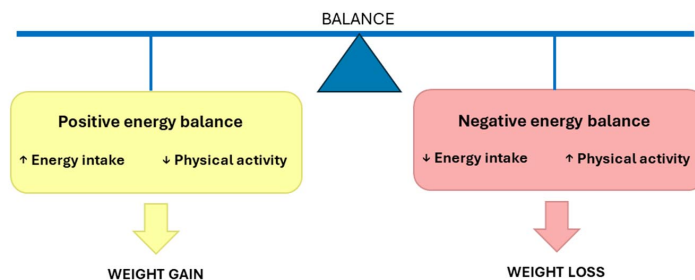 BALANCE
Positive energy balance
↑ Energy intake ↓ Physical activity
WEIGHT GAIN
Negative energy balance
↓ Energy intake ↑ Physical activity
WEIGHT LOSS